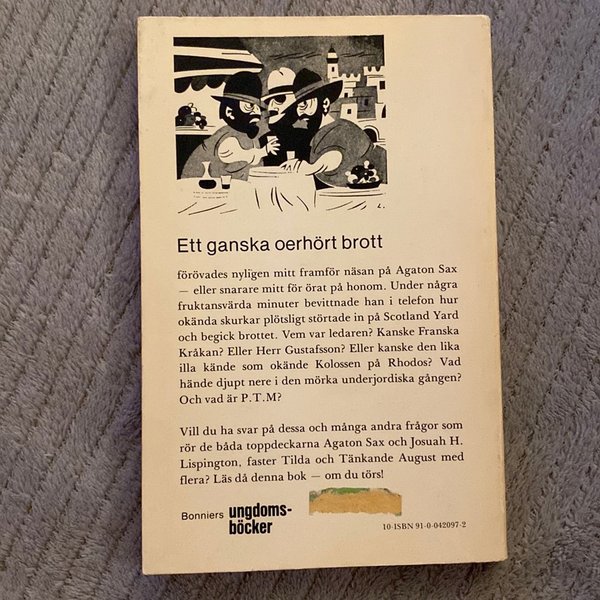 L.
Ett ganska oerhört brott
förövades nyligen mitt framför näsan på Agaton Sax
— eller snarare mitt för örat på honom. Under några
fruktansvärda minuter bevittnade han i telefon hur
okända skurkar plötsligt störtade in på Scotland Yard
och begick brottet. Vem var ledaren? Kanske Franska
Kråkan? Eller Herr Gustafsson? Eller kanske den lika
illa kände som okände Kolossen på Rhodos? Vad
hände djupt nere i den mörka underjordiska gången?
Och vad är P.T.M?
Vill du ha svar på dessa och många andra frågor som
rör de båda toppdeckarna Agaton Sax och Josuah H.
Lispington, faster Tilda och Tänkande August med
flera? Läs då denna bok — om du törs!
Bonniers ungdoms-
böcker
10 ISBN 91-0-042097-2